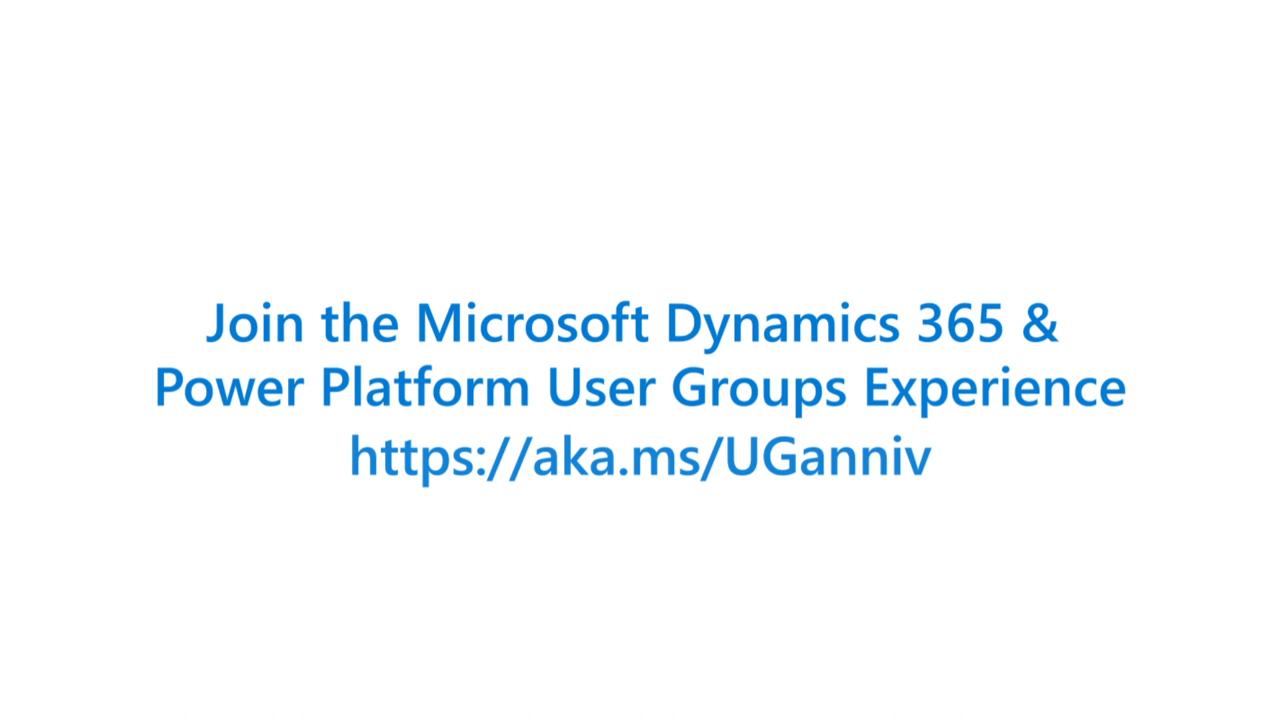 Join the Microsoft Dynamics 365 &
Power Platform User Groups Experience
https://aka.ms/UGanniv